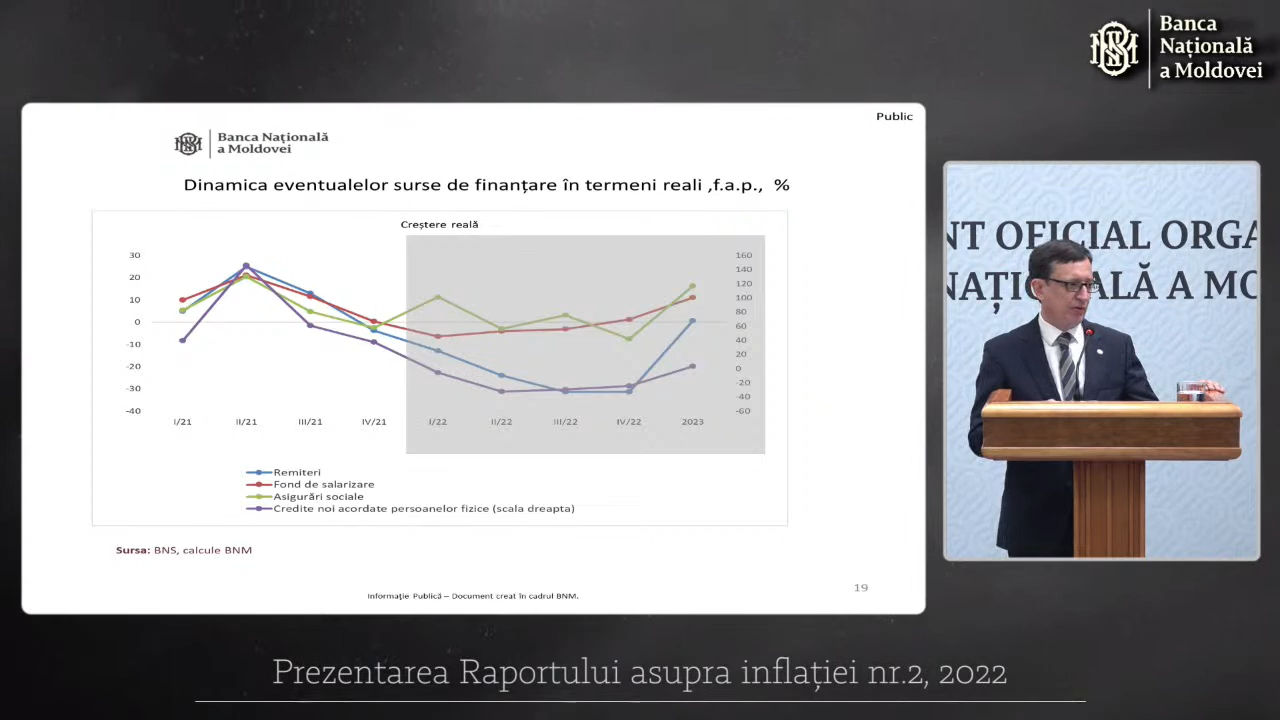 Banca
Națională
a Moldovei
Public
Banca Națională
a Moldovei
Dinamica eventualelor surse de finanțare în termeni reali ,f.a.p., %
Creștere reală
30
20
10
0
-10
-20
-30
-40
160
140
120
100
80
60
40
20
0
-20
-40
-60
I/21
II/21
III/21
IV/21
I/22
II/22
III/22
IV/22
2023
Remiteri
Fond de salarizare
Asigurări sociale
Credite noi acordate persoanelor fizice (scala dreapta)
Sursa: BNS, calcule BNM
19
Informație Publică – Document creat în cadrul BNM.
NT OFICIAL ORGA
NAȚI ALĂ A MO
Prezentarea Raportului asupra inflației nr.2, 2022